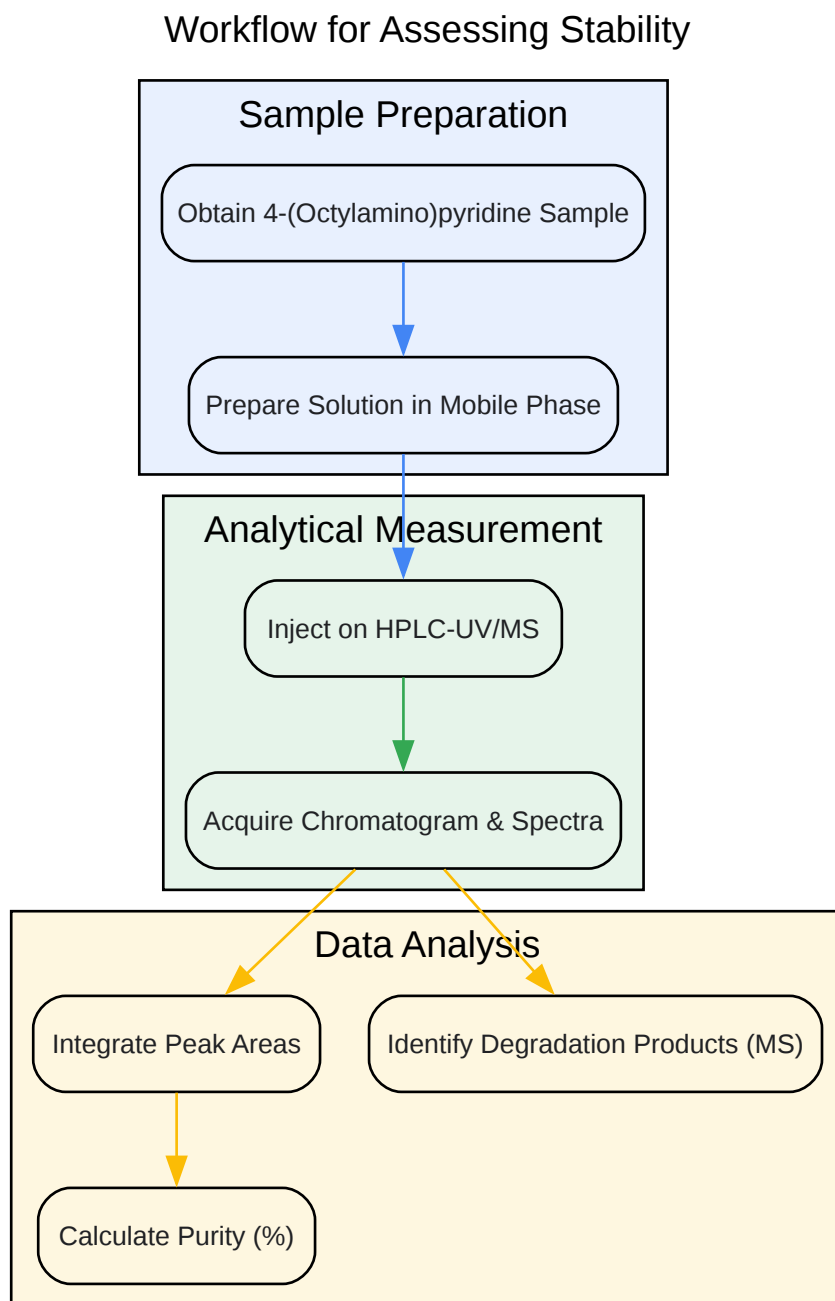 Workflow for Assessing Stability
Sample Preparation
Obtain 4-(Octylamino)pyridine Sample
Prepare Solution in Mobile Phase
Analytical Measurement
Inject on HPLC-UV/MS
Acquire Chromatogram & Spectra
Data Analysis
Integrate Peak Areas
Identify Degradation Products (MS)
Calculate Purity (%)